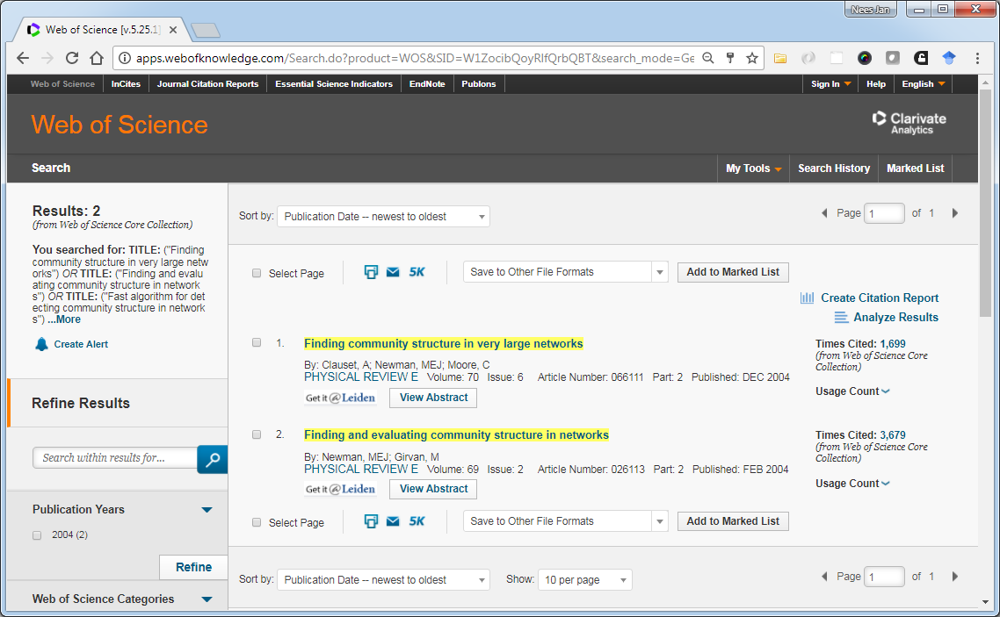 Nees Jan
Web of Science [v.5.25.1]
apps.webofknowledge.com/Search.do?product=WOS&SID=W1ZocibQoyRlfQrbQBT&search_mode=Ge
Web of Science InCites Journal Citation Reports Essential Science Indicators EndNote Publons Sign In Help English
Web of Science
Clarivate
Analytics
Search My Tools Search History Marked List
Results: 2
(from Web of Science Core Collection)
You searched for: TITLE: ("Finding
community structure in very large netw
orks") OR TITLE: ("Finding and evalu
ating community structure in network
s") OR TITLE: ("Fast algorithm for det
ecting community structure in network
s") ...More
Create Alert
Refine Results
Search within results for...
Publication Years
2004 (2)
Refine
Web of Science Categories
Sort by: Publication Date -- newest to oldest
Page 1 of 1
Select Page 5K Save to Other File Formats Add to Marked List
Create Citation Report
Analyze Results
1. Finding community structure in very large networks
By: Clauset, A; Newman, MEJ; Moore, C
PHYSICAL REVIEW E Volume: 70 Issue: 6 Article Number: 066111 Part: 2 Published: DEC 2004
Get it @Leiden View Abstract
Times Cited: 1,699
(from Web of Science Core
Collection)
Usage Count
2. Finding and evaluating community structure in networks
By: Newman, MEJ; Girvan, M
PHYSICAL REVIEW E Volume: 69 Issue: 2 Article Number: 026113 Part: 2 Published: FEB 2004
Get it @Leiden View Abstract
Times Cited: 3,679
(from Web of Science Core
Collection)
Usage Count
Select Page 5K Save to Other File Formats Add to Marked List
Sort by: Publication Date -- newest to oldest Show: 10 per page Page 1 of 1